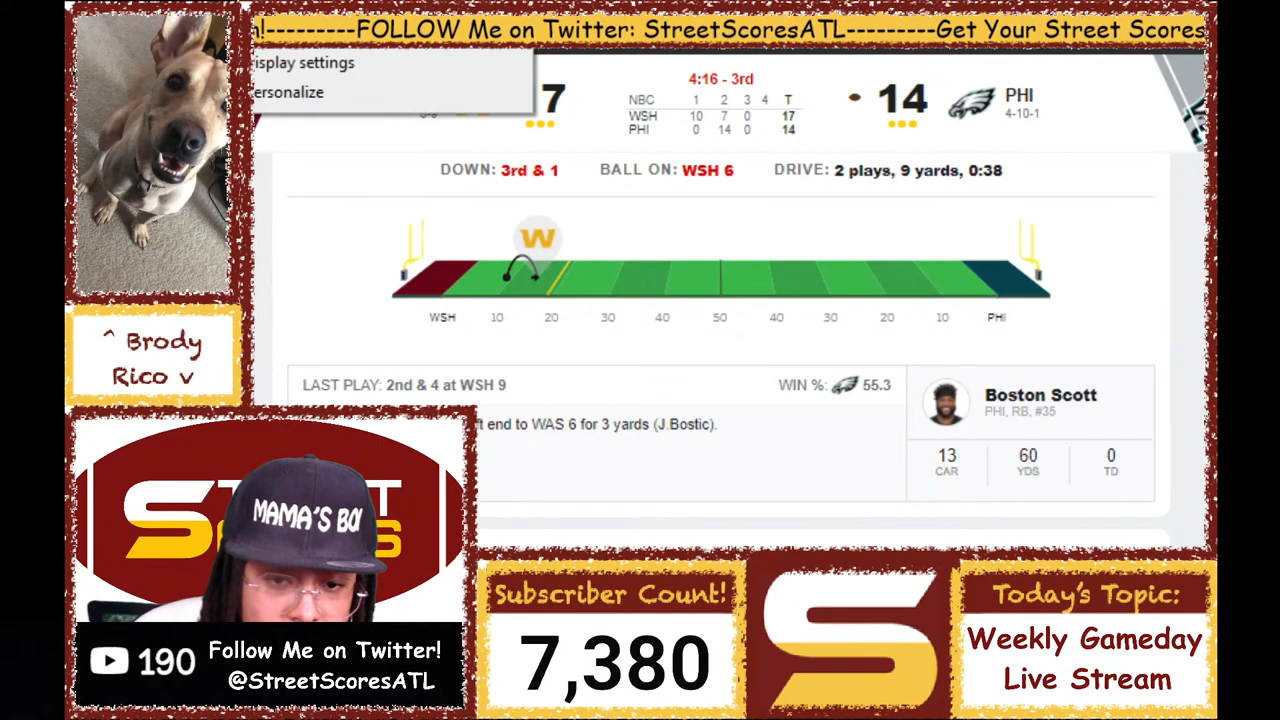 !---------FOLLOW Me on Twitter: StreetScoresATL---------Get Your Street Scores
isplay settings
ersonalize
7
4:16 - 3rd
NBC 1 2 3 4 T
WSH 10 7 0 17
PHI 0 14 0 14
14
PHI
4-10-1
DOWN: 3rd & 1 BALL ON: WSH 6 DRIVE: 2 plays, 9 yards, 0:38
W
WSH 10 20 30 40 50 40 30 20 10 PHI
LAST PLAY: 2nd & 4 at WSH 9
WIN %: 55.3
end to WAS 6 for 3 yards (J.Bostic).
Boston Scott
PHI, RB, #35
13 60 0
CAR YDS TD
^ Brody
Rico v
MAMA'S BOI
190
Follow Me on Twitter!
@StreetScoresATL
Subscriber Count!
7,380
S
Today's Topic:
Weekly Gameday
Live Stream